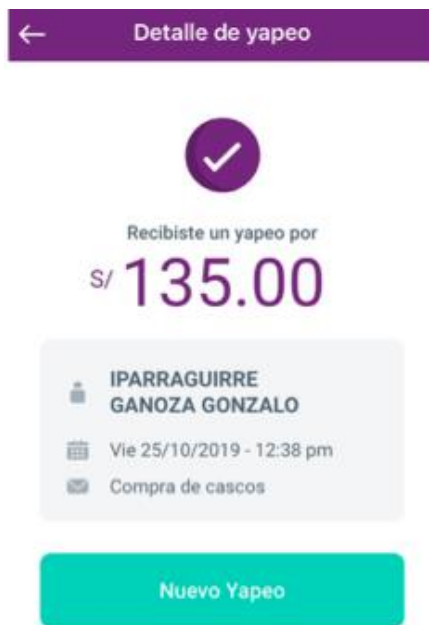 Detalle de yapeo
Recibiste un yapeo por
S/ 135.00
IPARRAGUIRRE
GANOZA GONZALO
Vie 25/10/2019 - 12:38 pm
Compra de cascos
Nuevo Yapeo